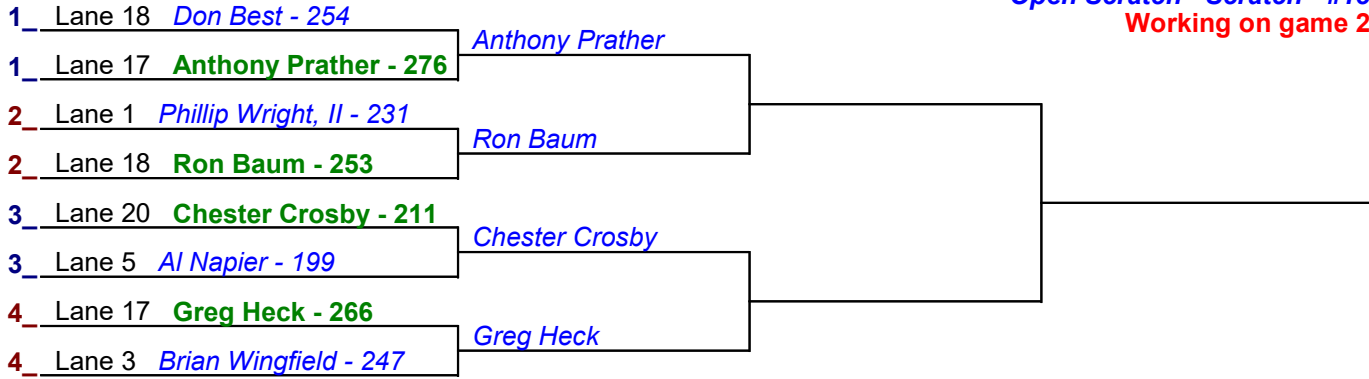 Open Scratch - Scratch - #
Working on game 2
1_ Lane 18 Don Best - 254
Anthony Prather
1_ Lane 17 Anthony Prather - 276
2_ Lane 1 Phillip Wright, II - 231
Ron Baum
2_ Lane 18 Ron Baum - 253
3_ Lane 20 Chester Crosby - 211
Chester Crosby
3_ Lane 5 Al Napier - 199
4_ Lane 17 Greg Heck - 266
Greg Heck
4_ Lane 3 Brian Wingfield - 247